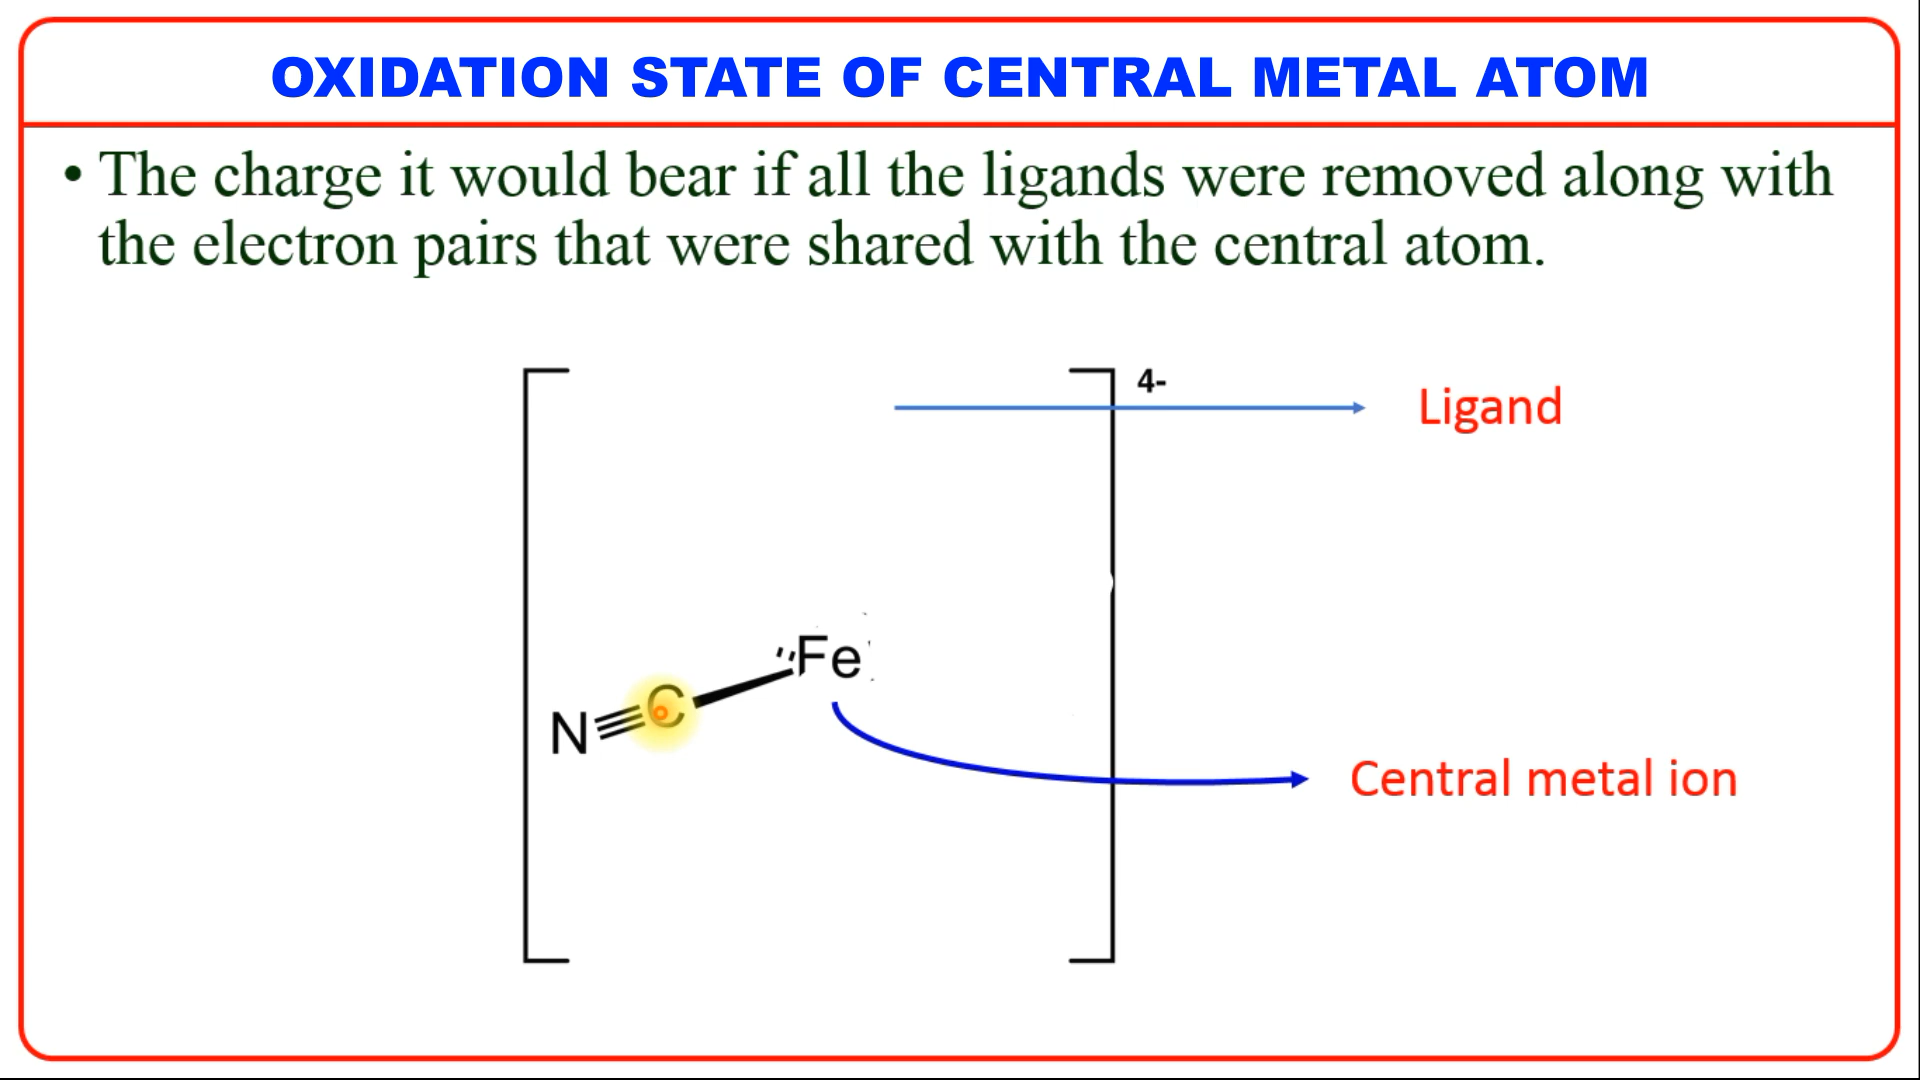 OXIDATION STATE OF CENTRAL METAL ATOM
• The charge it would bear if all the ligands were removed along with
the electron pairs that were shared with the central atom.
4-
Ligand
Fe
N≡C
Central metal ion